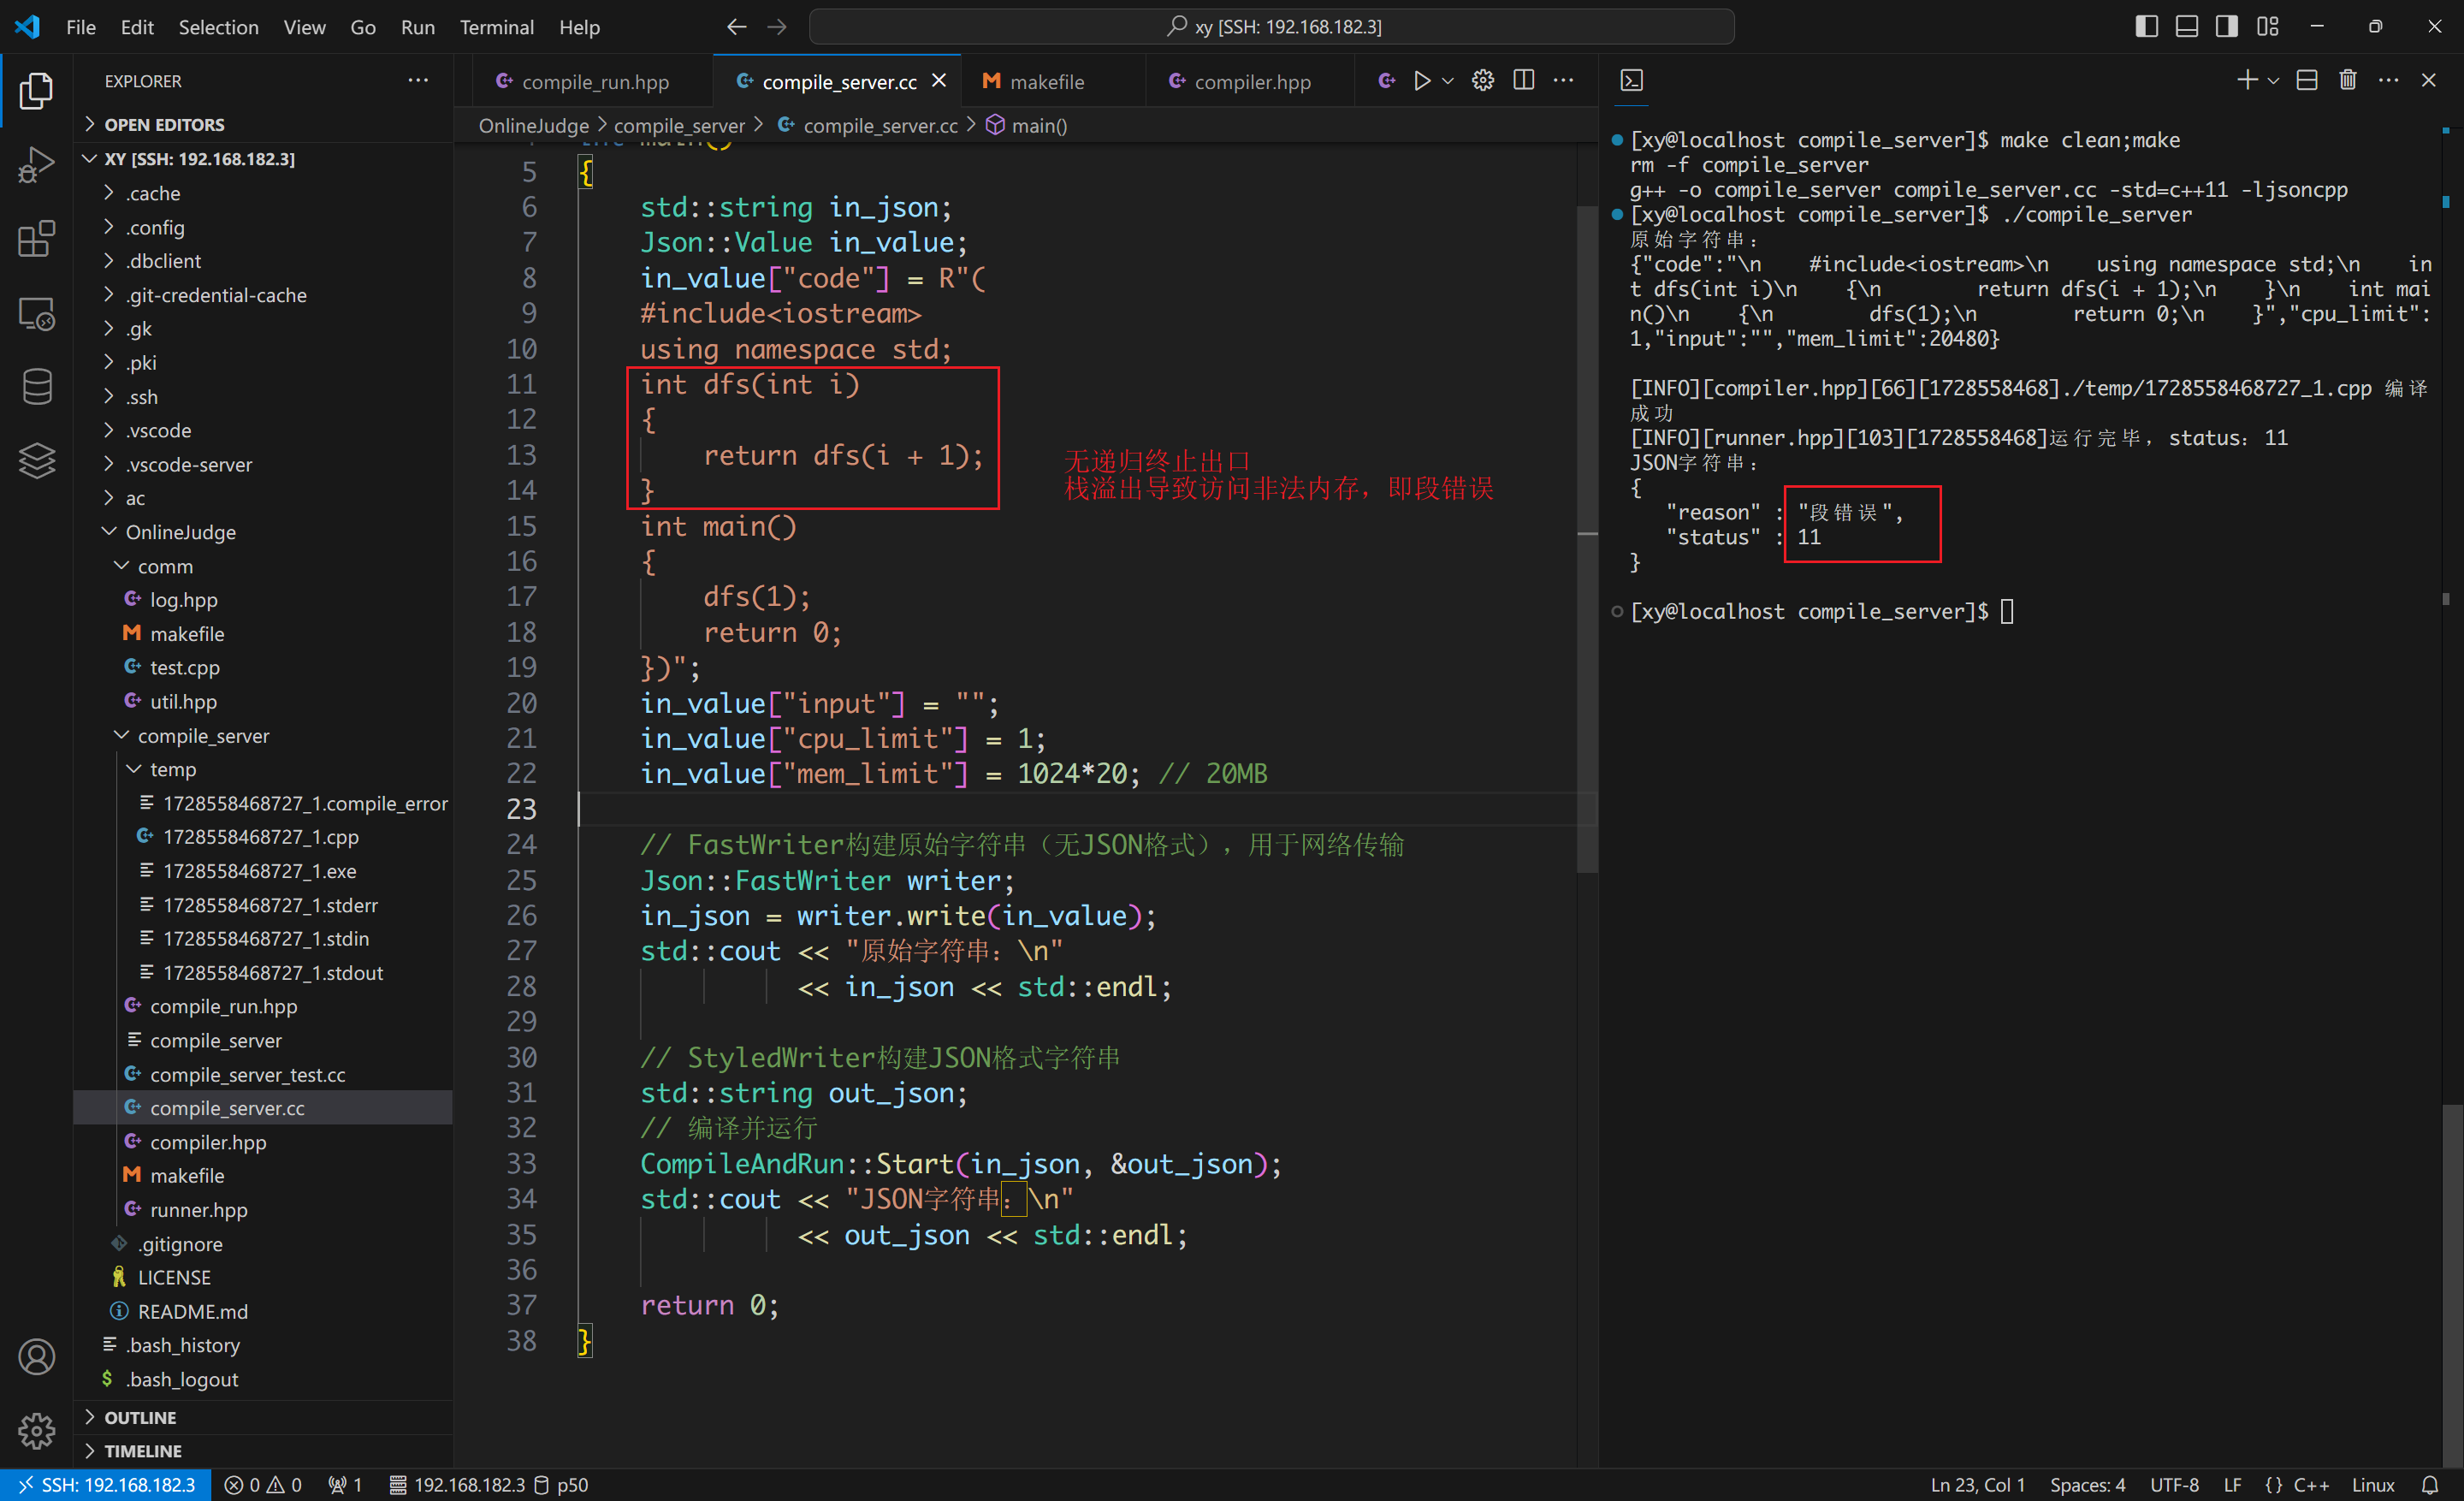 File Edit Selection View Go Run Terminal Help
xy [SSH: 192.168.182.3]
EXPLORER
OPEN EDITORS
XY [SSH: 192.168.182.3]
.cache
.config
.dbclient
.git-credential-cache
.gk
.pki
.ssh
.vscode
.vscode-server
ac
OnlineJudge
comm
log.hpp
makefile
test.cpp
util.hpp
compile_server
temp
1728558468727_1.compile_error
1728558468727_1.cpp
1728558468727_1.exe
1728558468727_1.stderr
1728558468727_1.stdin
1728558468727_1.stdout
compile_run.hpp
compile_server
compile_server_test.cc
compile_server.cc
compiler.hpp
makefile
runner.hpp
.gitignore
LICENSE
README.md
.bash_history
.bash_logout
OUTLINE
TIMELINE
compile_run.hpp compile_server.cc makefile compiler.hpp
OnlineJudge > compile_server > compile_server.cc > main()
5 {
6 std::string in_json;
7 Json::Value in_value;
8 in_value["code"] = R"(
9 #include<iostream>
10 using namespace std;
11 int dfs(int i)
12 {
13 return dfs(i + 1);
14 }
15 int main()
16 {
17 dfs(1);
18 return 0;
19 })";
20 in_value["input"] = "";
21 in_value["cpu_limit"] = 1;
22 in_value["mem_limit"] = 1024*20; // 20MB
23
24 // FastWriter构建原始字符串（无JSON格式），用于网络传输
25 Json::FastWriter writer;
26 in_json = writer.write(in_value);
27 std::cout << "原始字符串：\n"
28 << in_json << std::endl;
29
30 // StyledWriter构建JSON格式字符串
31 std::string out_json;
32 // 编译并运行
33 CompileAndRun::Start(in_json, &out_json);
34 std::cout << "JSON字符串：\n"
35 << out_json << std::endl;
36
37 return 0;
38 }
无递归终止出口
栈溢出导致访问非法内存，即段错误
[xy@localhost compile_server]$ make clean;make
rm -f compile_server
g++ -o compile_server compile_server.cc -std=c++11 -ljsoncpp
[xy@localhost compile_server]$ ./compile_server
原始字符串：
{"code":"\n    #include<iostream>\n    using namespace std;\n    in
t dfs(int i)\n    {\n        return dfs(i + 1);\n    }\n    int mai
n()\n    {\n        dfs(1);\n        return 0;\n    }","cpu_limit":
1,"input":"","mem_limit":20480}
[INFO][compiler.hpp][66][1728558468]./temp/1728558468727_1.cpp 编译
成功
[INFO][runner.hpp][103][1728558468]运行完毕，status：11
JSON字符串：
{
"reason" : "段错误",
"status" : 11
}
[xy@localhost compile_server]$
SSH: 192.168.182.3 0 0 1 192.168.182.3 p50 Ln 23, Col 1 Spaces: 4 UTF-8 LF {} C++ Linux